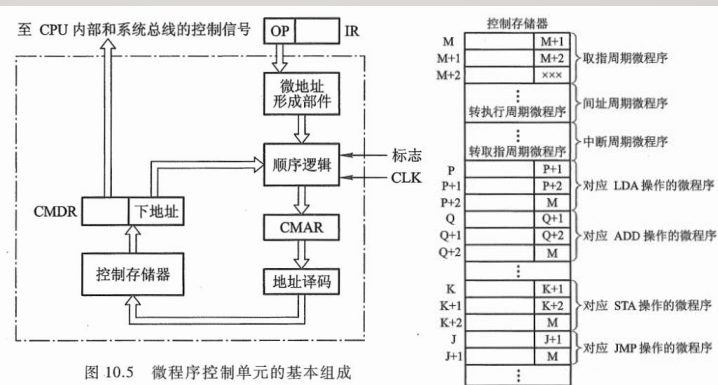 至 CPU 内部和系统总线的控制信号
OP
IR
微地址
形成部件
顺序逻辑
标志
CLK
CMDR
下地址
CMAR
控制存储器
地址译码
图 10.5 微程序控制单元的基本组成
控制存储器
M
M+1
M+1
M+2
取指周期微程序
M+2
×××
⋮
间址周期微程序
转执行周期微程序
⋮
中断周期微程序
转取指周期微程序
P
P+1
P+1
P+2
对应 LDA 操作的微程序
P+2
M
Q
Q+1
Q+1
Q+2
对应 ADD 操作的微程序
Q+2
M
⋮
K
K+1
K+1
K+2
对应 STA 操作的微程序
K+2
M
J
J+1
对应 JMP 操作的微程序
J+1
M
⋮